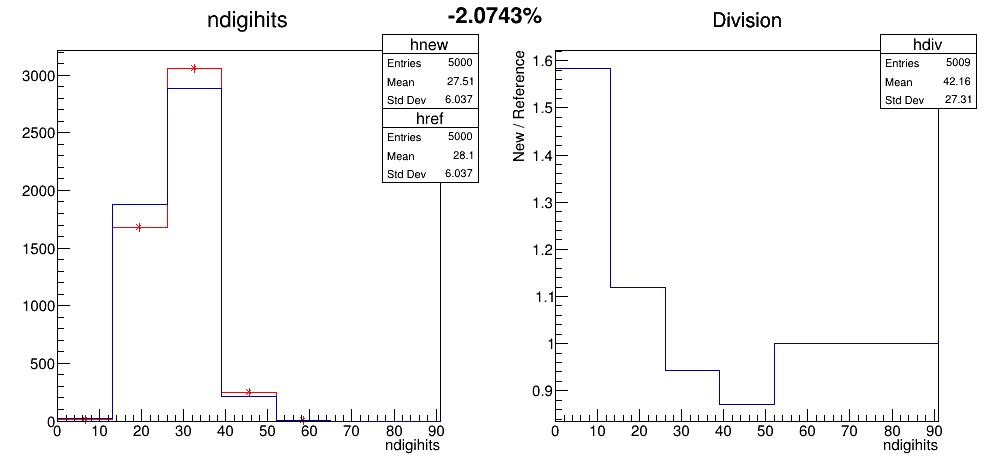 -2.0743%
ndigihits
hnew
Entries 5000
Mean 27.51
Std Dev 6.037
href
Entries 5000
Mean 28.1
Std Dev 6.037
3000
2500
2000
1500
1000
500
0
0 10 20 30 40 50 60 70 80 90
ndigihits
Division
hdiv
Entries 5009
Mean 42.16
Std Dev 27.31
New / Reference
1.6
1.5
1.4
1.3
1.2
1.1
1
0.9
0 10 20 30 40 50 60 70 80 90
ndigihits